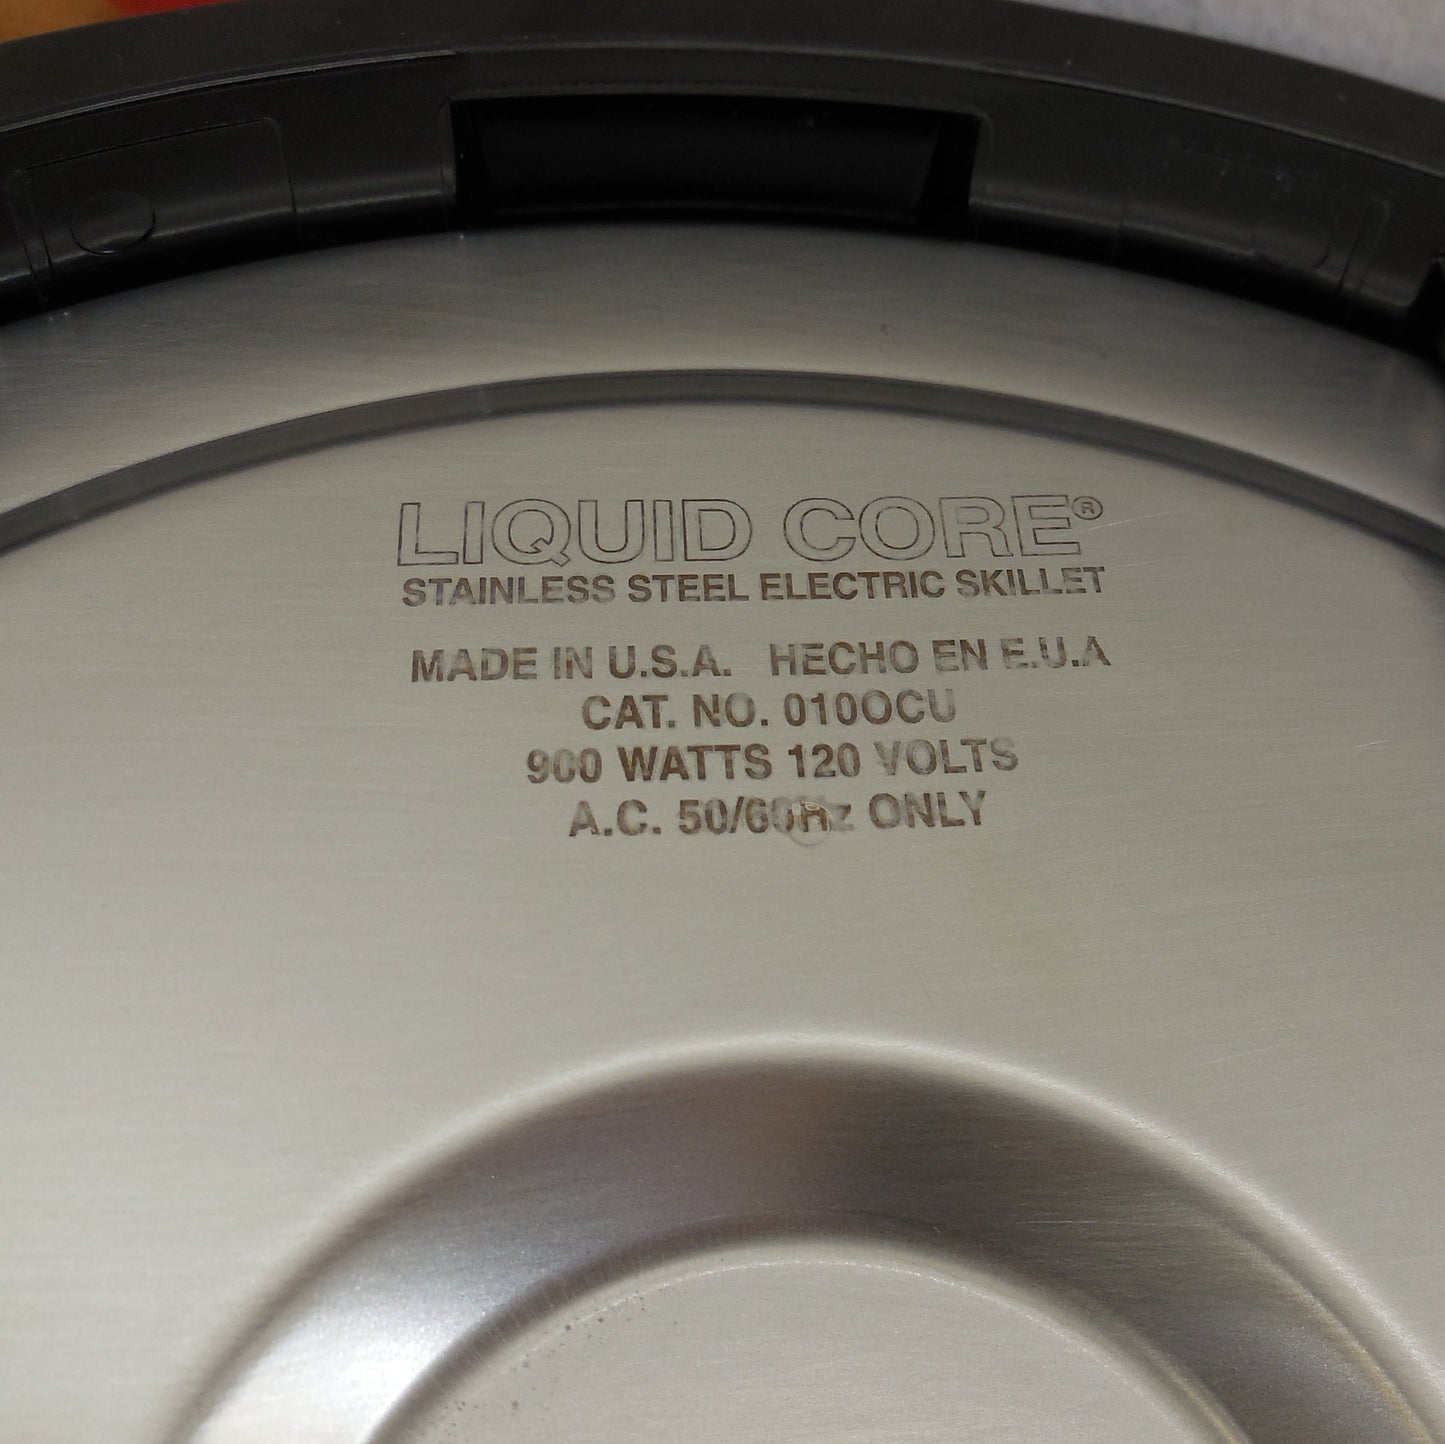 LIQUID CORE®
STAINLESS STEEL ELECTRIC SKILLET
MADE IN U.S.A. HECHO EN E.U.A
CAT. NO. 010OCU
900 WATTS 120 VOLTS
A.C. 50/60Hz ONLY